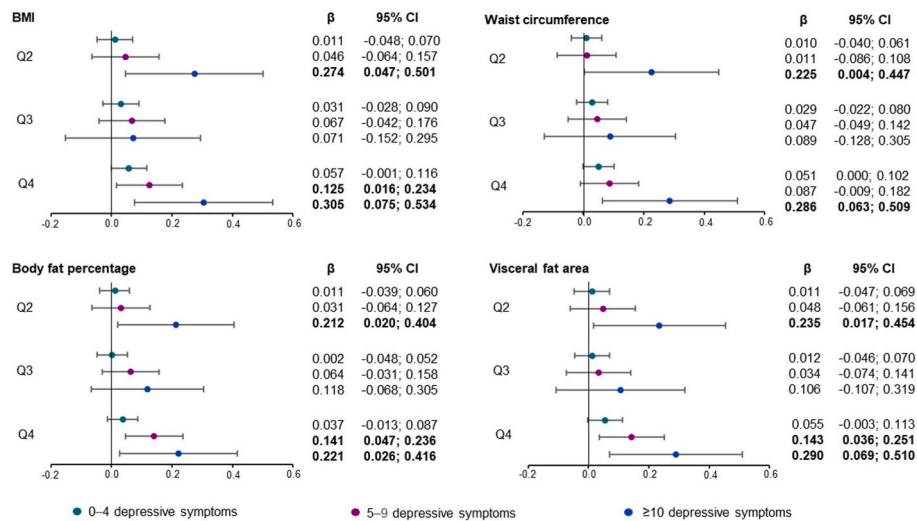 BMI β 95% CI
0.011 -0.048; 0.070
Q2 0.046 -0.064; 0.157
0.274 0.047; 0.501
0.031 -0.028; 0.090
Q3 0.067 -0.042; 0.176
0.071 -0.152; 0.295
0.057 -0.001; 0.116
Q4 0.125 0.016; 0.234
0.305 0.075; 0.534
-0.2 0.0 0.2 0.4 0.6
Waist circumference β 95% CI
0.010 -0.040; 0.061
Q2 0.011 -0.086; 0.108
0.225 0.004; 0.447
0.029 -0.022; 0.080
Q3 0.047 -0.049; 0.142
0.089 -0.128; 0.305
0.051 0.000; 0.102
Q4 0.087 -0.009; 0.182
0.286 0.063; 0.509
-0.2 0.0 0.2 0.4 0.6
Body fat percentage β 95% CI
0.011 -0.039; 0.060
Q2 0.031 -0.064; 0.127
0.212 0.020; 0.404
0.002 -0.048; 0.052
Q3 0.064 -0.031; 0.158
0.118 -0.068; 0.305
0.037 -0.013; 0.087
Q4 0.141 0.047; 0.236
0.221 0.026; 0.416
-0.2 0.0 0.2 0.4 0.6
Visceral fat area β 95% CI
0.011 -0.047; 0.069
Q2 0.048 -0.061; 0.156
0.235 0.017; 0.454
0.012 -0.046; 0.070
Q3 0.034 -0.074; 0.141
0.106 -0.107; 0.319
0.055 -0.003; 0.113
Q4 0.143 0.036; 0.251
0.290 0.069; 0.510
-0.2 0.0 0.2 0.4 0.6
0–4 depressive symptoms 5–9 depressive symptoms ≥10 depressive symptoms